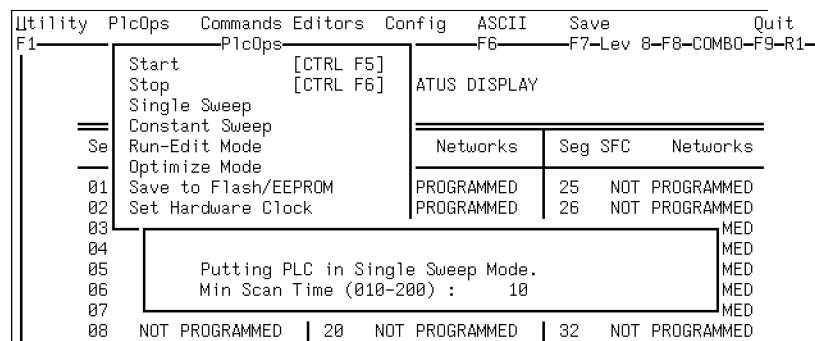 Utility PlcOps Commands Editors Config ASCII Save Quit
F1 PlcOps F6 F7-Lev 8-F8-COMBO-F9-R1-
Start [CTRL F5]
Stop [CTRL F6] ATUS DISPLAY
Single Sweep
Constant Sweep
Se Run-Edit Mode Networks Seg SFC Networks
Optimize Mode
01 Save to Flash/EEPROM PROGRAMMED 25 NOT PROGRAMMED
02 Set Hardware Clock PROGRAMMED 26 NOT PROGRAMMED
03 MED
04 MED
05 Putting PLC in Single Sweep Mode. MED
06 Min Scan Time (010-200) : 10 MED
07 MED
08 NOT PROGRAMMED 20 NOT PROGRAMMED 32 NOT PROGRAMMED